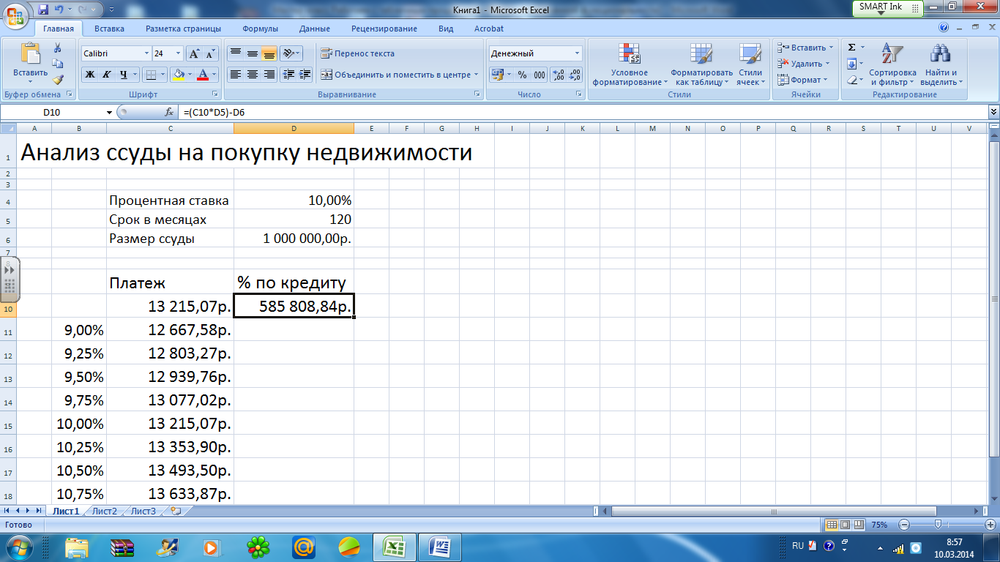 Книга1 - Microsoft Excel
SMART Ink
Главная Вставка Разметка страницы Формулы Данные Рецензирование Вид Acrobat
Вставить
Calibri 24
Ж К Ч
Перенос текста
Объединить и поместить в центре
Денежный
% 000
Условное форматирование
Форматировать как таблицу
Стили ячеек
Вставить
Удалить
Формат
Сортировка и фильтр
Найти и выделить
Буфер обмена Шрифт Выравнивание Число Стили Ячейки Редактирование
D10 fx =(C10*D5)-D6
A B C D E F G H I J K L M N O P Q R S T U V
1 Анализ ссуды на покупку недвижимости
2
3
4 Процентная ставка 10,00%
5 Срок в месяцах 120
6 Размер ссуды 1 000 000,00р.
7
Платеж % по кредиту
10 13 215,07р. 585 808,84р.
11 9,00% 12 667,58р.
12 9,25% 12 803,27р.
13 9,50% 12 939,76р.
14 9,75% 13 077,02р.
15 10,00% 13 215,07р.
16 10,25% 13 353,90р.
17 10,50% 13 493,50р.
18 10,75% 13 633,87р.
Лист1 Лист2 Лист3
Готово 75%
RU 8:57
10.03.2014